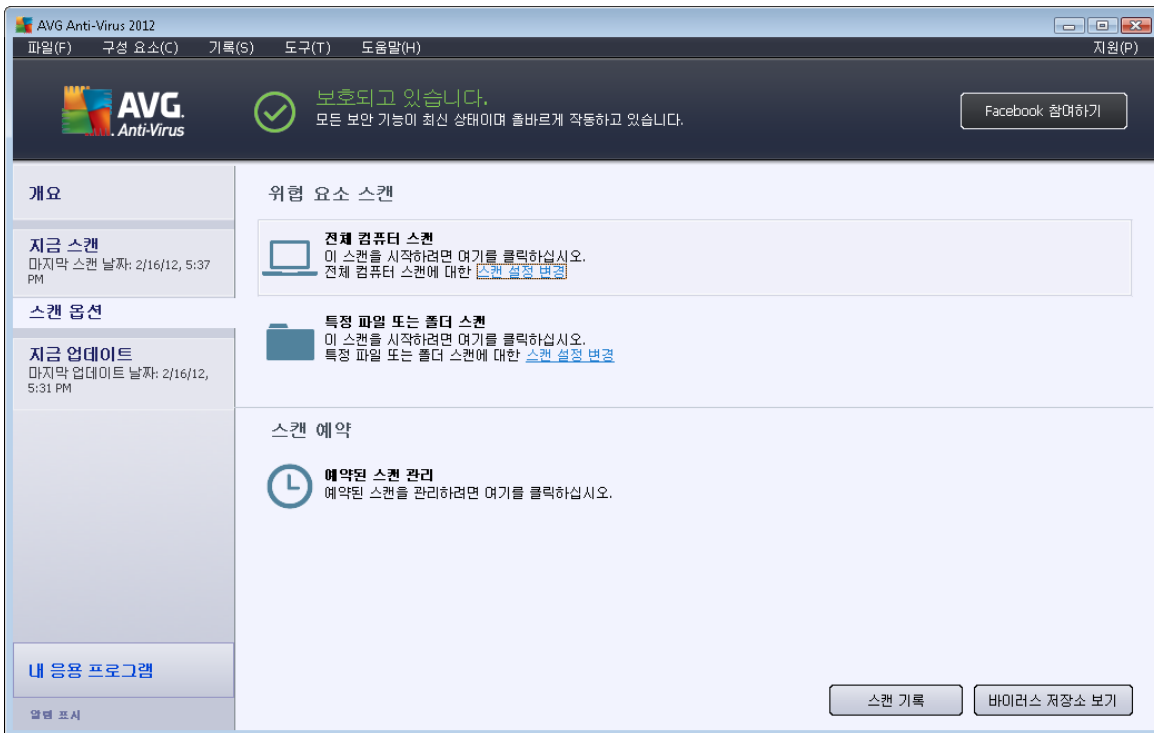 AVG Anti-Virus 2012
파일(F) 구성 요소(C) 기록(S) 도구(T) 도움말(H) 지원(P)
AVG.
Anti-Virus
보호되고 있습니다.
모든 보안 기능이 최신 상태이며 올바르게 작동하고 있습니다.
Facebook 참여하기
개요
지금 스캔
마지막 스캔 날짜: 2/16/12, 5:37
PM
스캔 옵션
지금 업데이트
마지막 업데이트 날짜: 2/16/12,
5:31 PM
내 응용 프로그램
알림 표시
위협 요소 스캔
전체 컴퓨터 스캔
이 스캔을 시작하려면 여기를 클릭하십시오.
전체 컴퓨터 스캔에 대한 스캔 설정 변경
특정 파일 또는 폴더 스캔
이 스캔을 시작하려면 여기를 클릭하십시오.
특정 파일 또는 폴더 스캔에 대한 스캔 설정 변경
스캔 예약
예약된 스캔 관리
예약된 스캔을 관리하려면 여기를 클릭하십시오.
스캔 기록
바이러스 저장소 보기